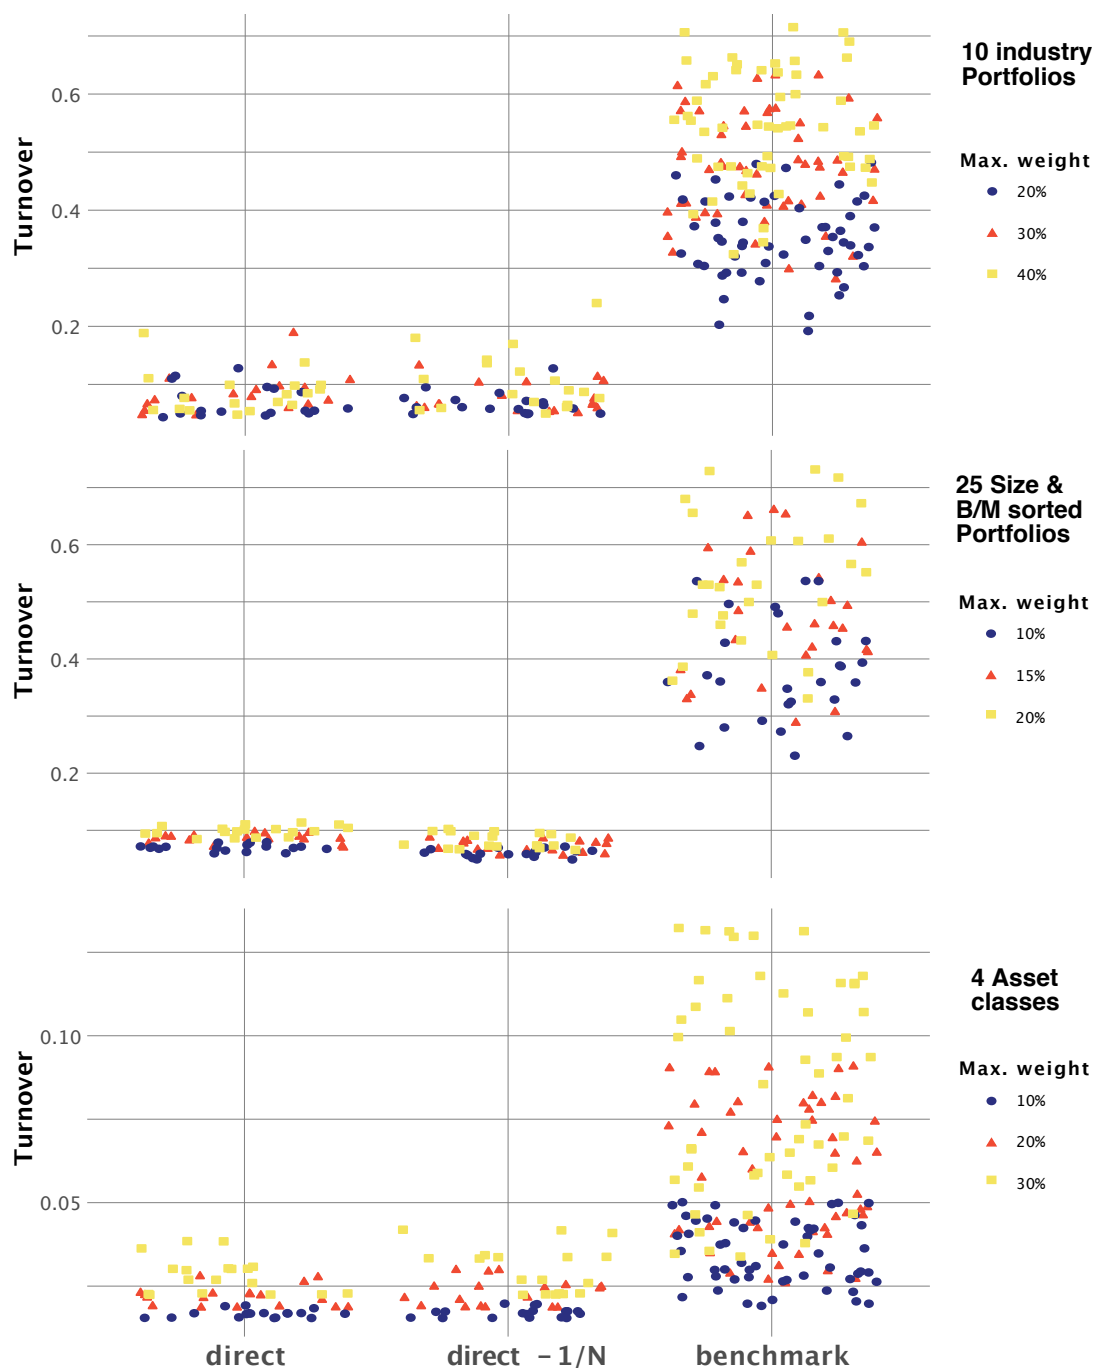 10 industry
Portfolios
Turnover
0.6
0.4
0.2
Max. weight
20%
30%
40%
25 Size &
B/M sorted
Portfolios
Turnover
0.6
0.4
0.2
Max. weight
10%
15%
20%
4 Asset
classes
Turnover
0.10
0.05
Max. weight
10%
20%
30%
direct direct - 1/N benchmark